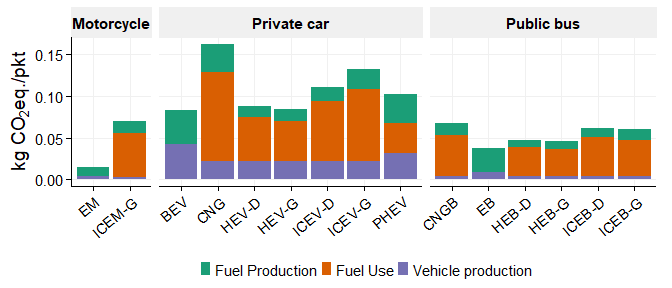 Motorcycle Private car Public bus
kg CO₂eq./pkt
0.15
0.10
0.05
0.00
EM ICEM-G BEV CNG HEV-D HEV-G ICEV-D ICEV-G PHEV CNGB EB HEB-D HEB-G ICEB-D ICEB-G
Fuel Production Fuel Use Vehicle production